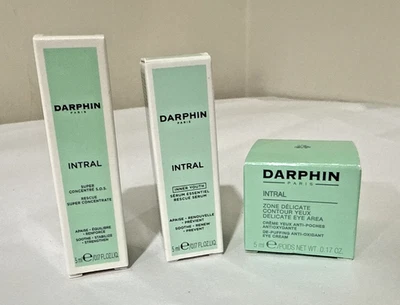 DARPHIN
PARIS
INTRAL
SUPER
CONCENTRÉ S.O.S.
RESCUE
SUPER CONCENTRATE
APAISE - ÉQUILIBRE
- RENFORCE
SOOTHE - STABILIZE
- STRENGTHEN
5 ml ℮
DARPHIN
PARIS
INTRAL
INNER YOUTH
SÉRUM ESSENTIEL
RESCUE SERUM
APAISE - RENOUVELLE
- PRÉVIENT
SOOTHE - RENEW -
PREVENT
5 ml ℮
DARPHIN
PARIS
INTRAL
ZONE DÉLICATE
CONTOUR YEUX
DELICATE EYE AREA
CRÈME YEUX ANTI-POCHES
ANTIOXYDANTE
DE-PUFFING ANTI-OXIDANT
EYE CREAM
5 ml ℮ /POIDS NET WT. 0.17 OZ.